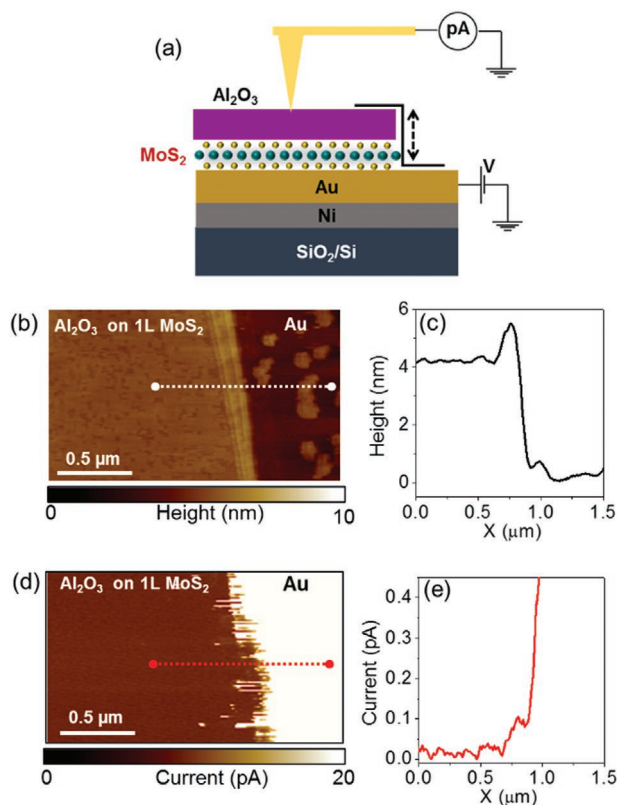 (a)
pA
Al₂O₃
MoS₂
Au
V
Ni
SiO₂/Si
(b)
Al₂O₃ on 1L MoS₂
Au
0.5 µm
0
Height (nm)
10
(c)
6
4
2
0
Height (nm)
0.0
0.5
1.0
1.5
X (µm)
(d)
Al₂O₃ on 1L MoS₂
Au
0.5 µm
0
Current (pA)
20
(e)
0.4
0.3
0.2
0.1
0.0
Current (pA)
0.0
0.5
1.0
1.5
X (µm)